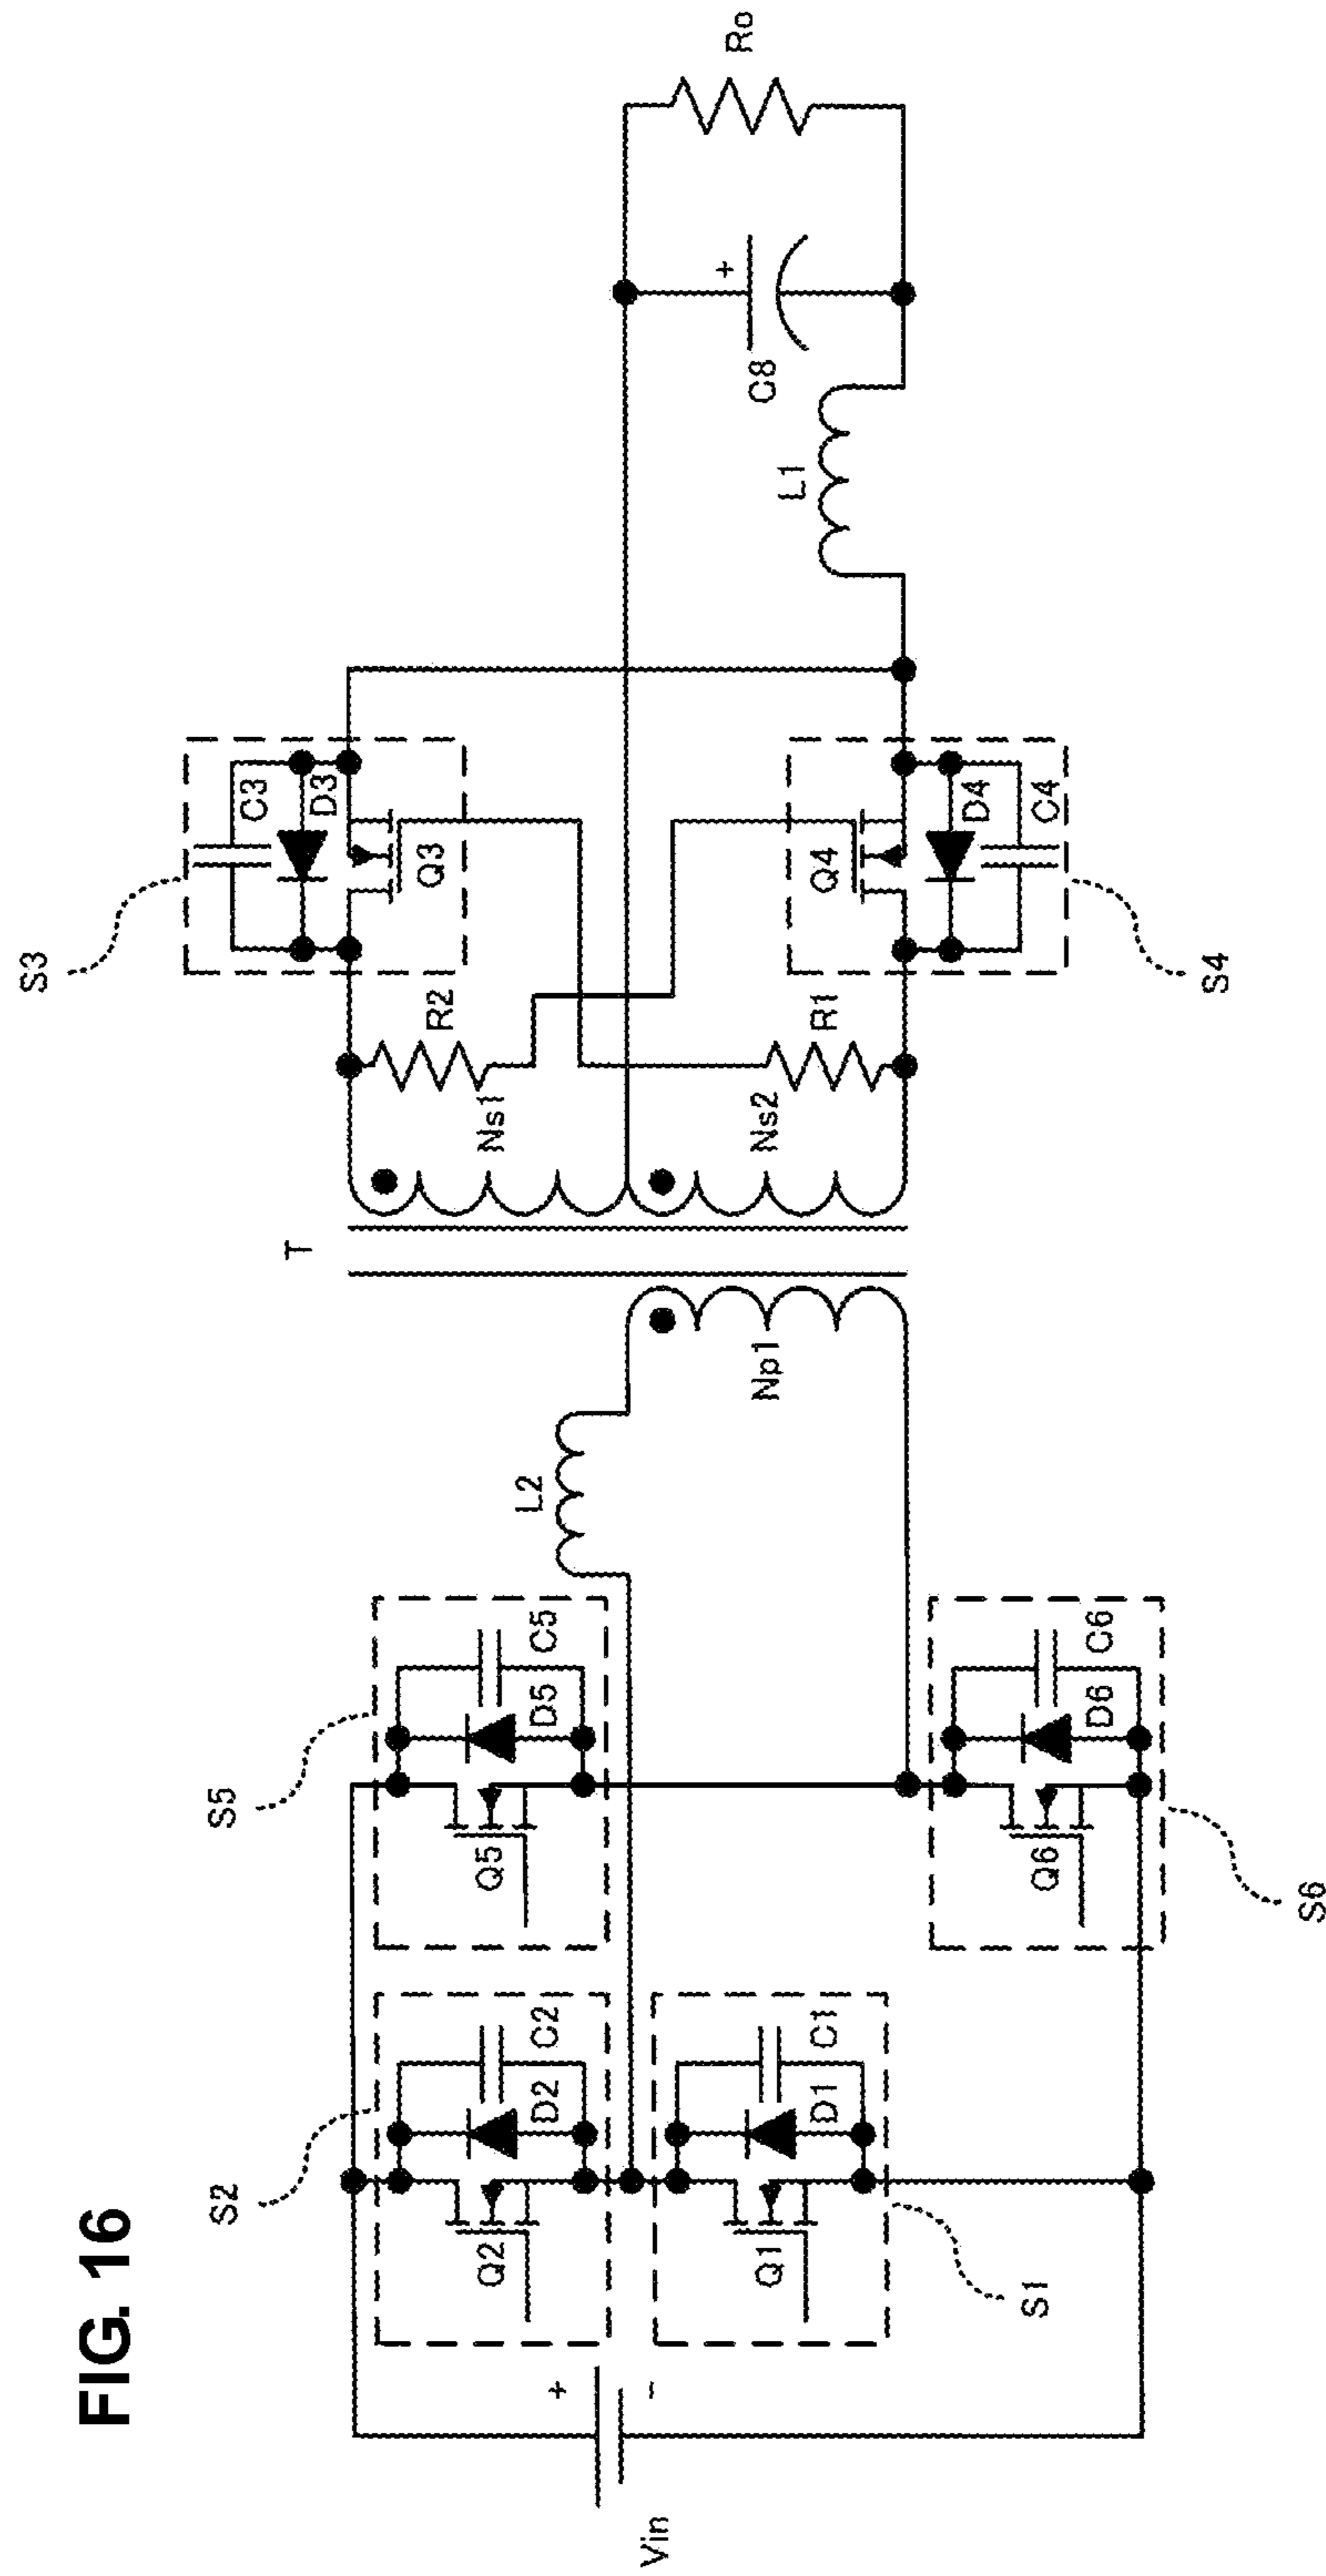 FIG. 16
Vin
+
−
S2
Q2
D2
C2
Q1
D1
C1
S1
S5
Q5
D5
C5
Q6
D6
C6
S6
L2
Np1
T
Ns1
Ns2
R2
R1
S3
C3
D3
Q3
Q4
D4
C4
S4
L1
C8
+
Ro